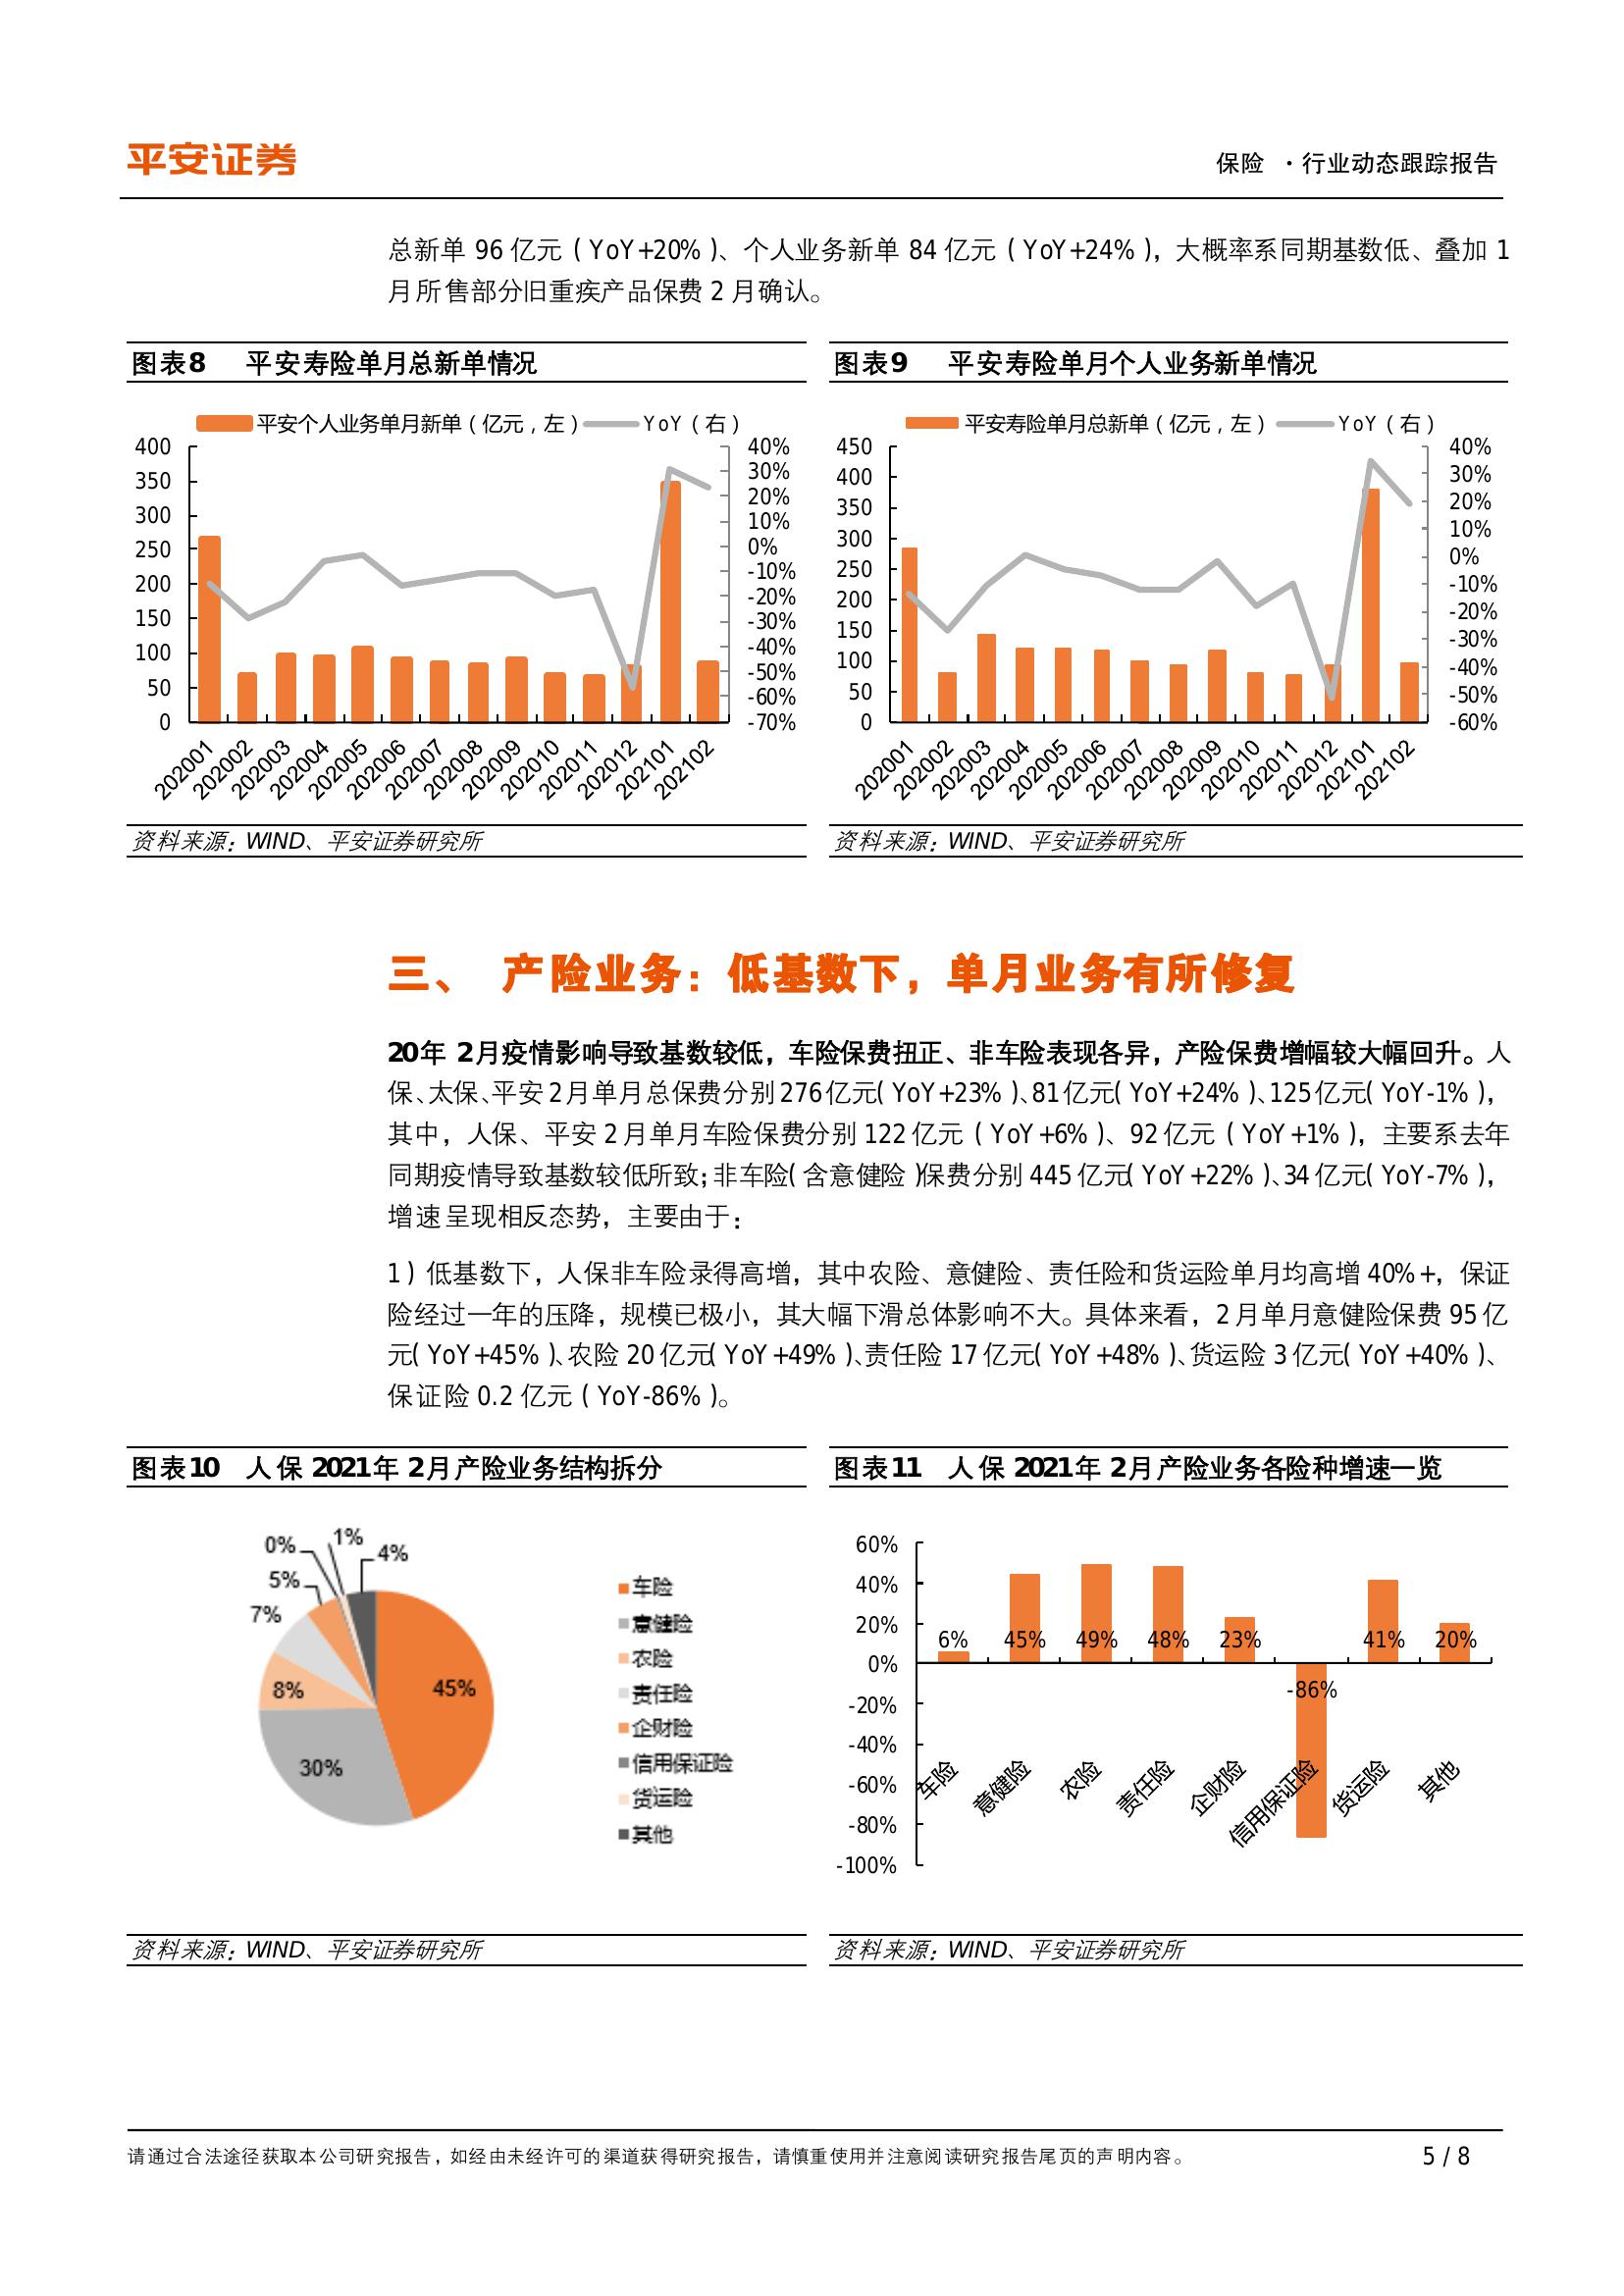 平安证券
保险 ·行业动态跟踪报告
总新单 96 亿元(YoY+20%)、个人业务新单 84 亿元(YoY+24%),大概率系同期基数低、叠加 1
月所售部分旧重疾产品保费 2 月确认。
图表8 平安寿险单月总新单情况
平安个人业务单月新单(亿元,左) YoY(右)
400
350
300
250
200
150
100
50
0
40%
30%
20%
10%
0%
-10%
-20%
-30%
-40%
-50%
-60%
-70%
202001
202002
202003
202004
202005
202006
202007
202008
202009
202010
202011
202012
202101
202102
资料来源:WIND、平安证券研究所
图表9 平安寿险单月个人业务新单情况
平安寿险单月总新单(亿元,左) YoY(右)
450
400
350
300
250
200
150
100
50
0
40%
30%
20%
10%
0%
-10%
-20%
-30%
-40%
-50%
-60%
202001
202002
202003
202004
202005
202006
202007
202008
202009
202010
202011
202012
202101
202102
资料来源:WIND、平安证券研究所
三、 产险业务:低基数下,单月业务有所修复
20年 2月疫情影响导致基数较低,车险保费扭正、非车险表现各异,产险保费增幅较大幅回升。人
保、太保、平安 2月单月总保费分别 276亿元(YoY+23%)、81亿元(YoY+24%)、125亿元(YoY-1%),
其中,人保、平安 2 月单月车险保费分别 122 亿元(YoY+6%)、92 亿元(YoY+1%),主要系去年
同期疫情导致基数较低所致;非车险(含意健险)保费分别 445 亿元(YoY+22%)、34 亿元(YoY-7%),
增速呈现相反态势,主要由于:
1)低基数下,人保非车险录得高增,其中农险、意健险、责任险和货运险单月均高增 40%+,保证
险经过一年的压降,规模已极小,其大幅下滑总体影响不大。具体来看,2 月单月意健险保费 95 亿
元(YoY+45%)、农险 20 亿元(YoY+49%)、责任险 17 亿元(YoY+48%)、货运险 3 亿元(YoY+40%)、
保证险 0.2 亿元(YoY-86%)。
图表10 人保 2021年 2月产险业务结构拆分
0%
1%
4%
5%
7%
8%
45%
30%
车险
意健险
农险
责任险
企财险
信用保证险
货运险
其他
资料来源:WIND、平安证券研究所
图表11 人保 2021年 2月产险业务各险种增速一览
60%
40%
20%
0%
-20%
-40%
-60%
-80%
-100%
6%
45%
49%
48%
23%
-86%
41%
20%
车险
意健险
农险
责任险
企财险
信用保证险
货运险
其他
资料来源:WIND、平安证券研究所
请通过合法途径获取本公司研究报告,如经由未经许可的渠道获得研究报告,请慎重使用并注意阅读研究报告尾页的声明内容。
5 / 8